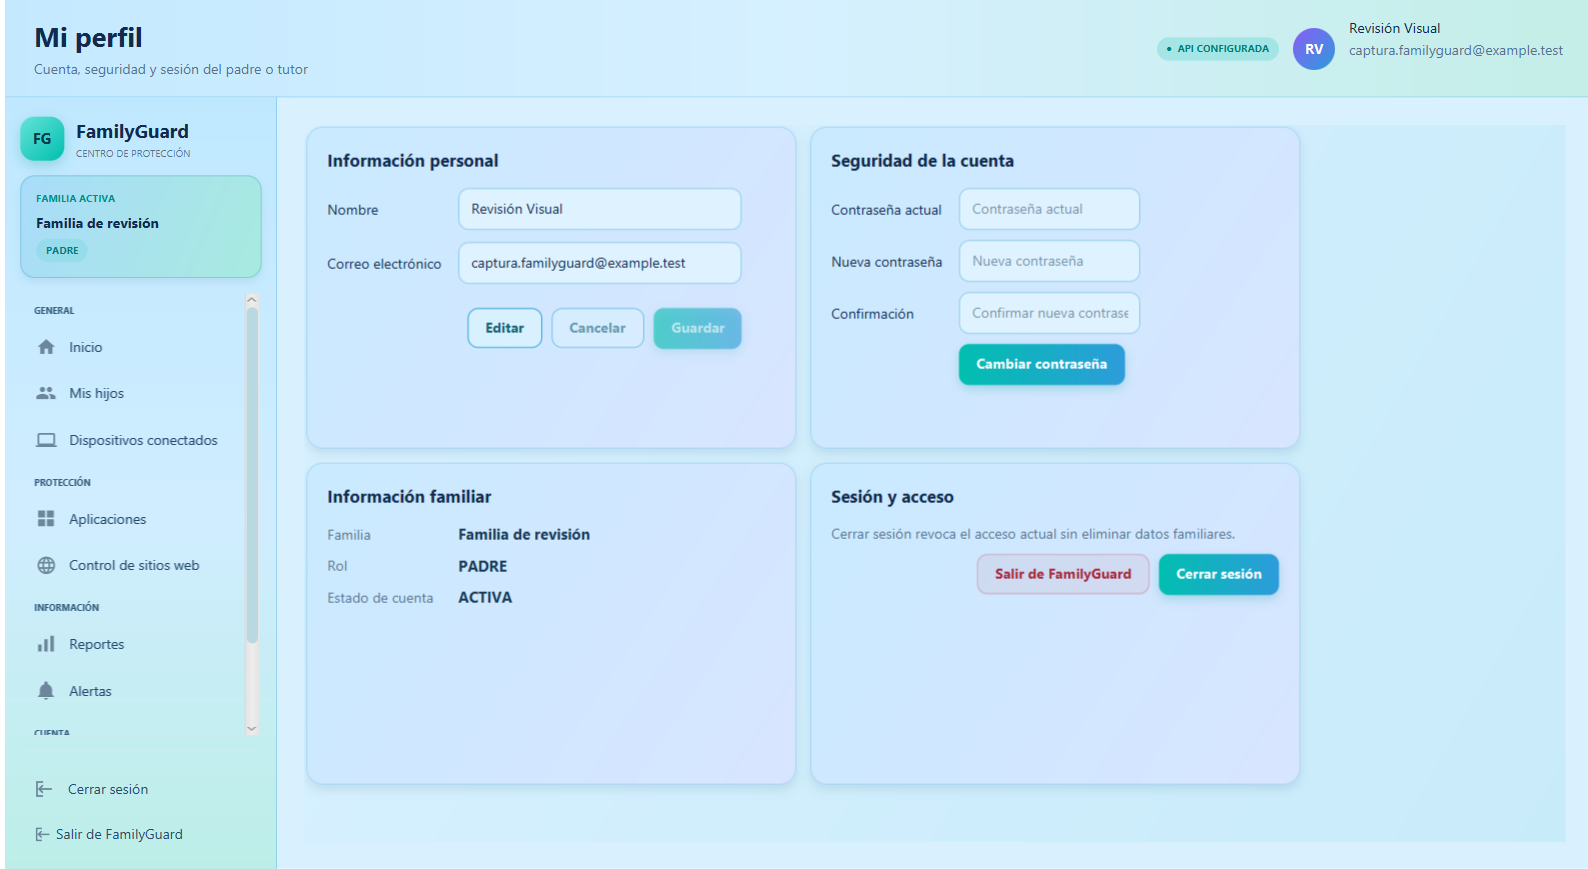 Mi perfil
Cuenta, seguridad y sesión del padre o tutor
• API CONFIGURADA
RV
Revisión Visual
captura.familyguard@example.test
FG
FamilyGuard
CENTRO DE PROTECCIÓN
FAMILIA ACTIVA
Familia de revisión
PADRE
GENERAL
Inicio
Mis hijos
Dispositivos conectados
PROTECCIÓN
Aplicaciones
Control de sitios web
INFORMACIÓN
Reportes
Alertas
CUENTA
Cerrar sesión
Salir de FamilyGuard
Información personal
Nombre
Revisión Visual
Correo electrónico
captura.familyguard@example.test
Editar
Cancelar
Guardar
Seguridad de la cuenta
Contraseña actual
Contraseña actual
Nueva contraseña
Nueva contraseña
Confirmación
Confirmar nueva contrase
Cambiar contraseña
Información familiar
Familia
Familia de revisión
Rol
PADRE
Estado de cuenta
ACTIVA
Sesión y acceso
Cerrar sesión revoca el acceso actual sin eliminar datos familiares.
Salir de FamilyGuard
Cerrar sesión